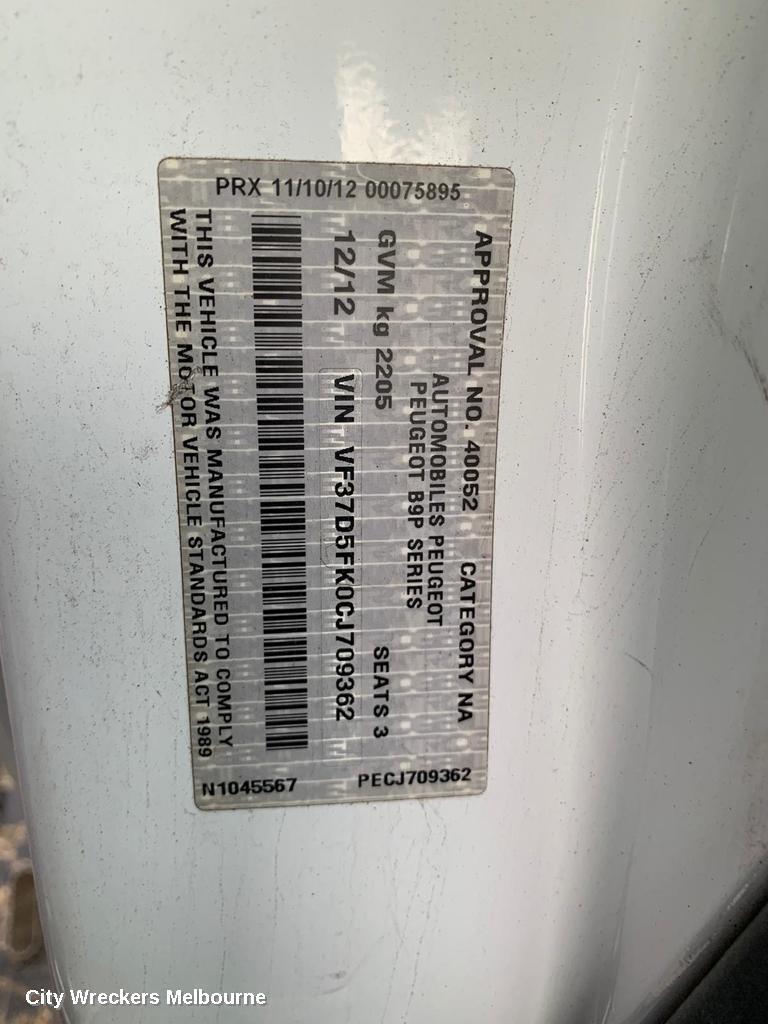 PRX 11/10/12 00075895
APPROVAL NO. 40052 CATEGORY NA
AUTOMOBILES PEUGEOT
PEUGEOT B9P SERIES
GVM kg 2205 SEATS 3
12/12 VIN VF37D5FK0CJ709362
THIS VEHICLE WAS MANUFACTURED TO COMPLY
WITH THE MOTOR VEHICLE STANDARDS ACT 1989
N1045567 PECJ709362
City Wreckers Melbourne